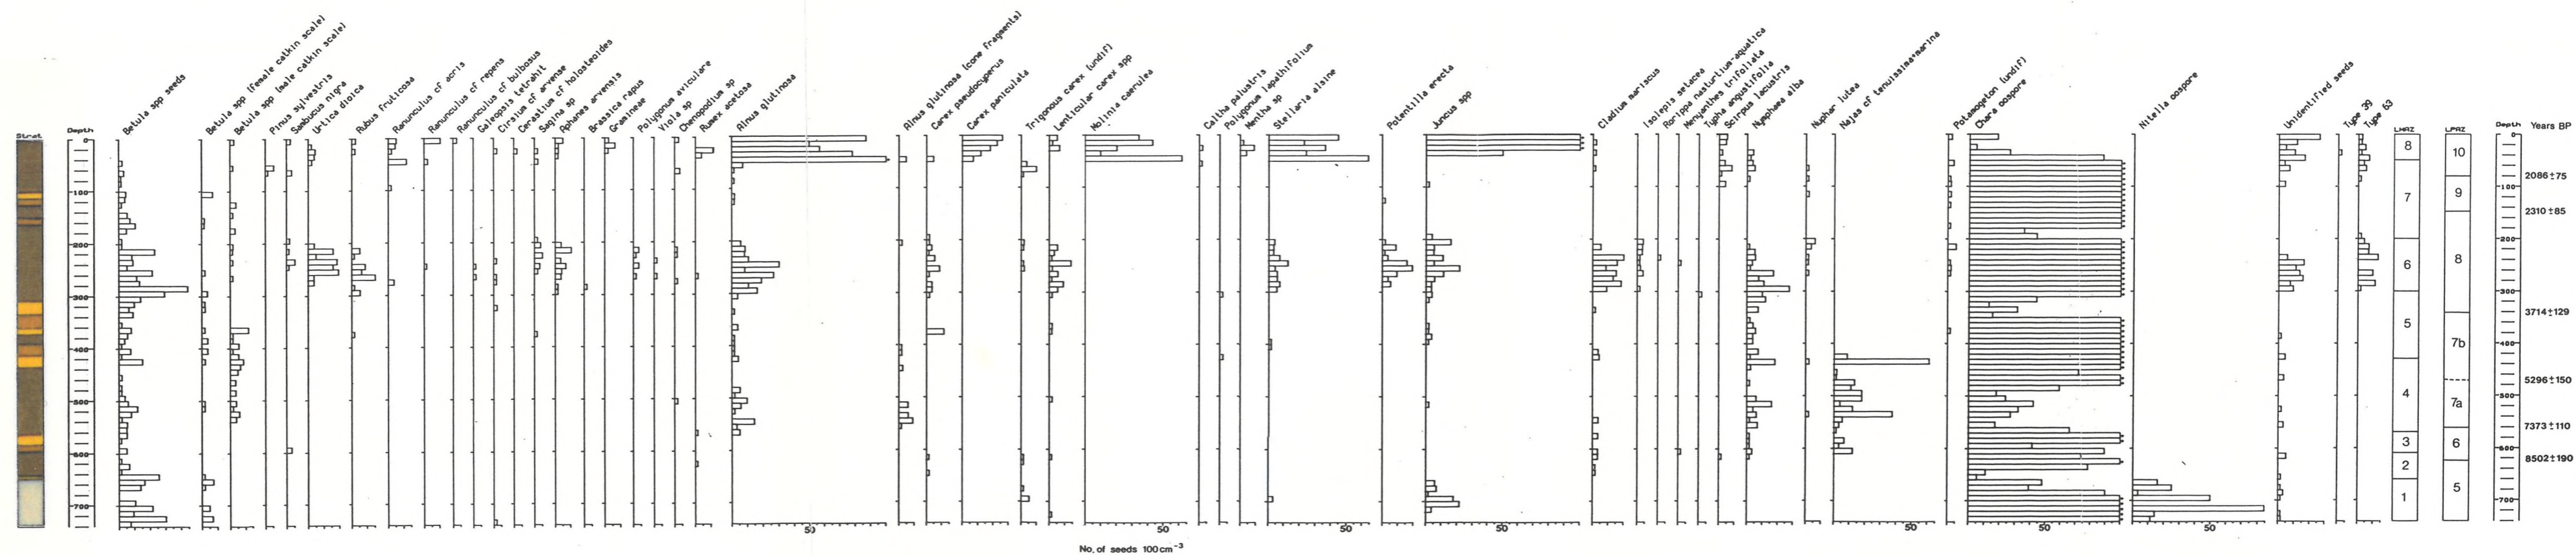 Strat
Depth
0
100
200
300
400
500
600
700
Betula spp seeds
Betula spp (female catkin scale)
Betula spp (male catkin scale)
Pinus sylvestris
Sambucus nigra
Urtica dioica
Rubus fruticosa
Ranunculus cf acris
Ranunculus cf repens
Ranunculus cf bulbosus
Galeopsis tetrahit
Cirsium cf arvense
Cerastium cf holosteoides
Sagina sp
Aphanes arvensis
Brassica rapus
Gramineae
Polygonum aviculare
Viola sp
Chenopodium sp
Rumex acetosa
Alnus glutinosa
Alnus glutinosa (cone fragments)
Carex pseudocyperus
Carex paniculata
Trigonous carex (undif)
Lenticular carex spp
Molinia caerulea
Caltha palustris
Polygonum lapathifolium
Mentha sp
Stellaria alsine
Potentilla erecta
Juncus spp
Cladium mariscus
Isolepis setacea
Rorippa nasturtium-aquatica
Menyanthes trifoliata
Typha angustifolia
Scirpus lacustris
Nymphaea alba
Nuphar lutea
Najas cf tenuissima+marina
Potamogeton (undif)
Chara oospore
Nitella oospore
Unidentified seeds
Type 39
Type 63
LMAZ
8
7
6
5
4
3
2
1
LPAZ
10
9
8
7b
7a
6
5
Depth
0
100
200
300
400
500
600
700
Years BP
2086±75
2310±85
3714±129
5296±150
7373±110
8502±190
50
50
50
50
50
50
50
No. of seeds 100cm⁻³